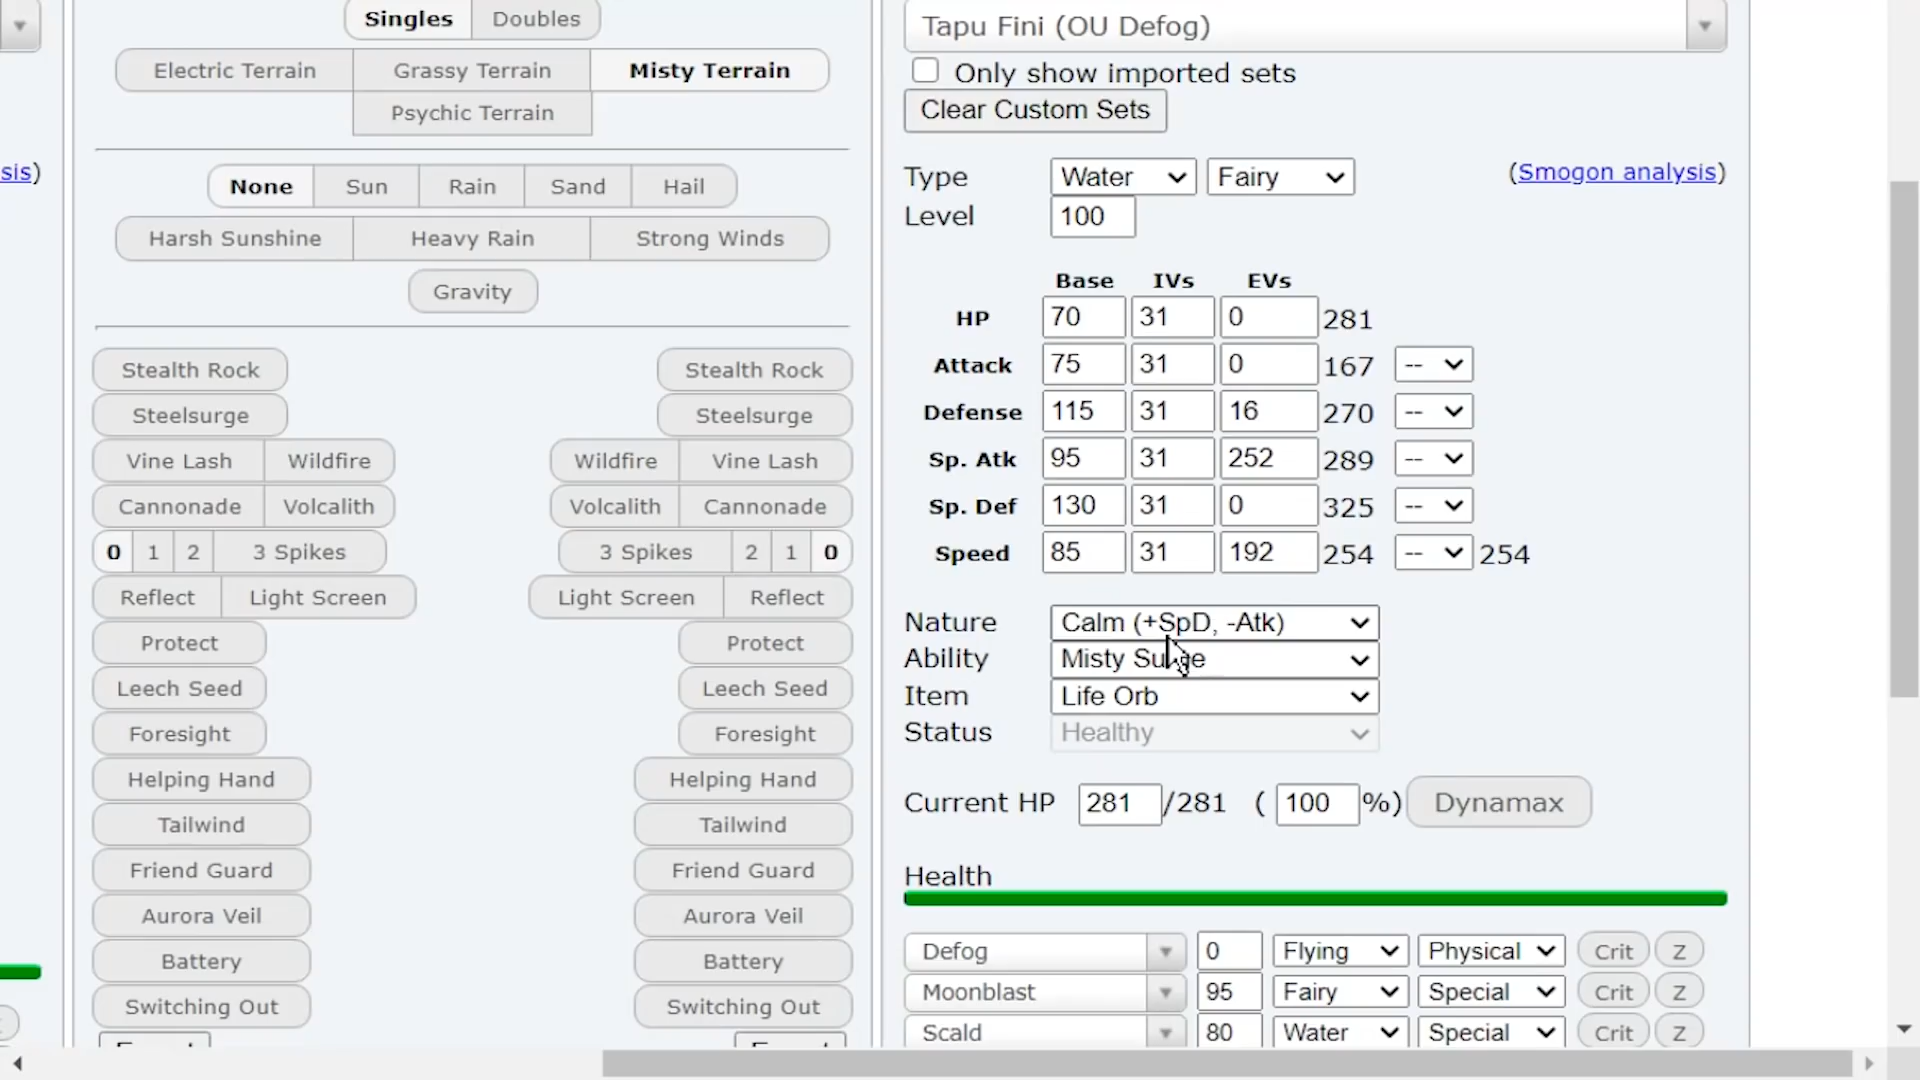 Singles Doubles
Electric Terrain Grassy Terrain Misty Terrain
Psychic Terrain
None Sun Rain Sand Hail
Harsh Sunshine Heavy Rain Strong Winds
Gravity
Stealth Rock Stealth Rock
Steelsurge Steelsurge
Vine Lash Wildfire Wildfire Vine Lash
Cannonade Volcalith Volcalith Cannonade
0 1 2 3 Spikes 3 Spikes 2 1 0
Reflect Light Screen Light Screen Reflect
Protect Protect
Leech Seed Leech Seed
Foresight Foresight
Helping Hand Helping Hand
Tailwind Tailwind
Friend Guard Friend Guard
Aurora Veil Aurora Veil
Battery Battery
Switching Out Switching Out
sis)
Tapu Fini (OU Defog)
Only show imported sets
Clear Custom Sets
Type Water Fairy (Smogon analysis)
Level 100
Base IVs EVs
HP 70 31 0 281
Attack 75 31 0 167 --
Defense 115 31 16 270 --
Sp. Atk 95 31 252 289 --
Sp. Def 130 31 0 325 --
Speed 85 31 192 254 -- 254
Nature Calm (+SpD, -Atk)
Ability Misty Surge
Item Life Orb
Status Healthy
Current HP 281 /281 ( 100 %) Dynamax
Health
Defog 0 Flying Physical Crit Z
Moonblast 95 Fairy Special Crit Z
Scald 80 Water Special Crit Z